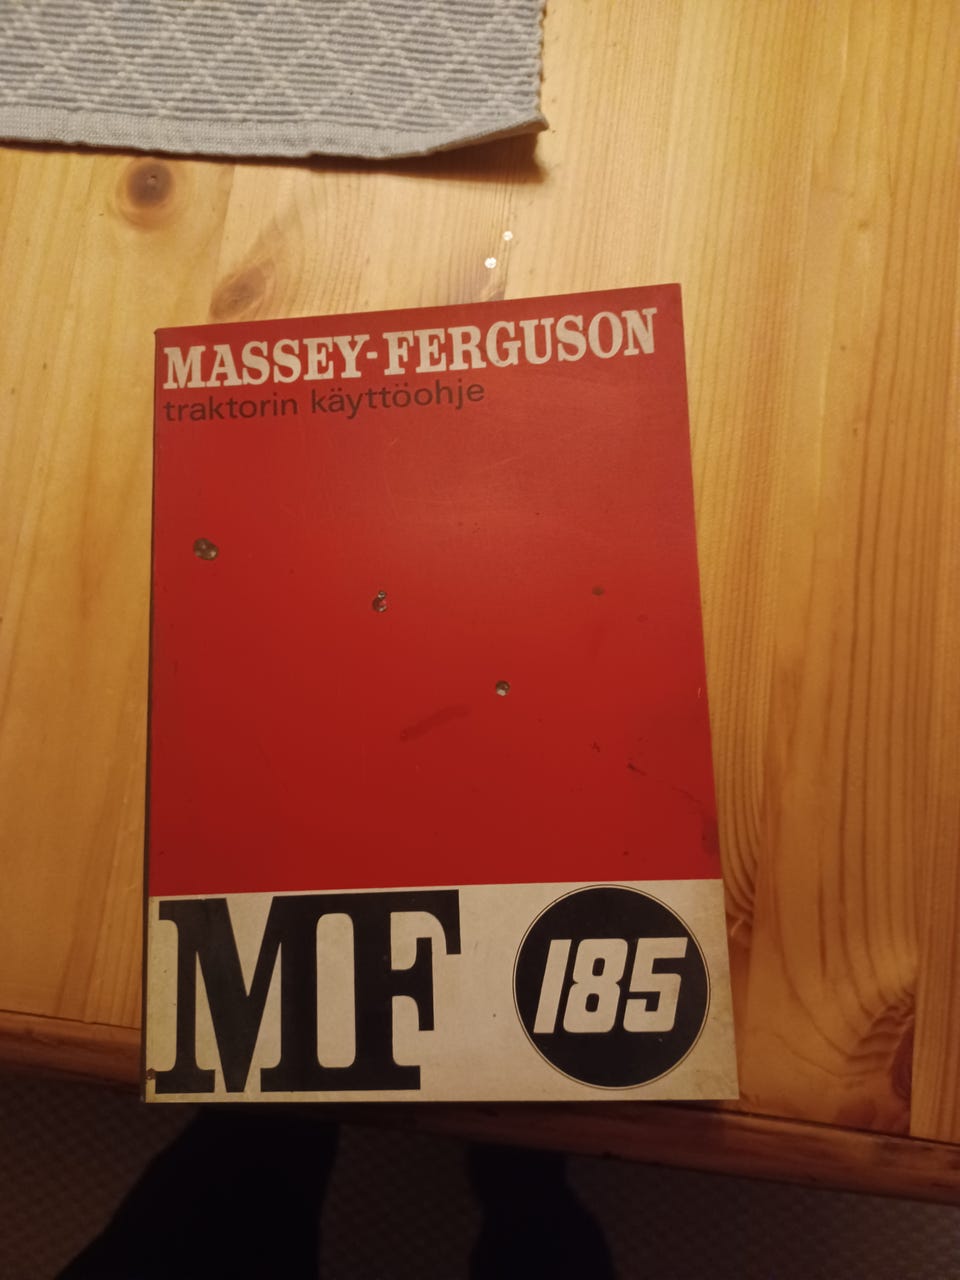 MASSEY-FERGUSON
traktorin käyttöohje
MF 185